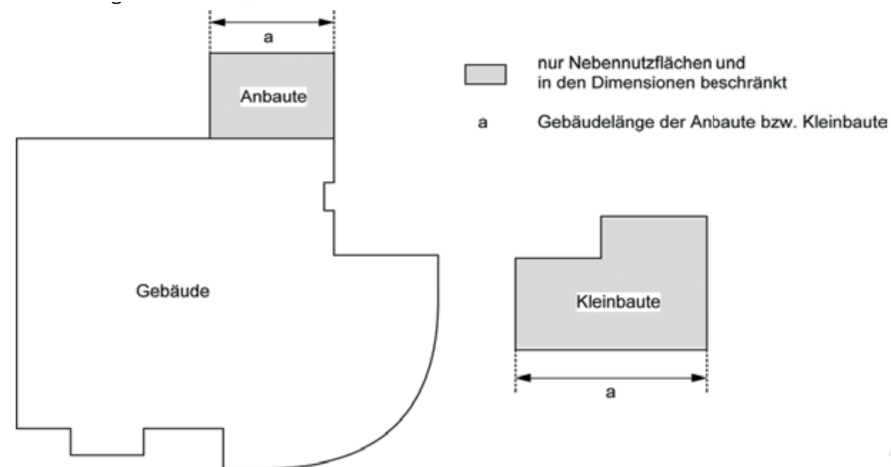 a
Anbaute
nur Nebennutzflächen und
in den Dimensionen beschränkt
a Gebäudelänge der Anbaute bzw. Kleinbaute
Gebäude
Kleinbaute
a